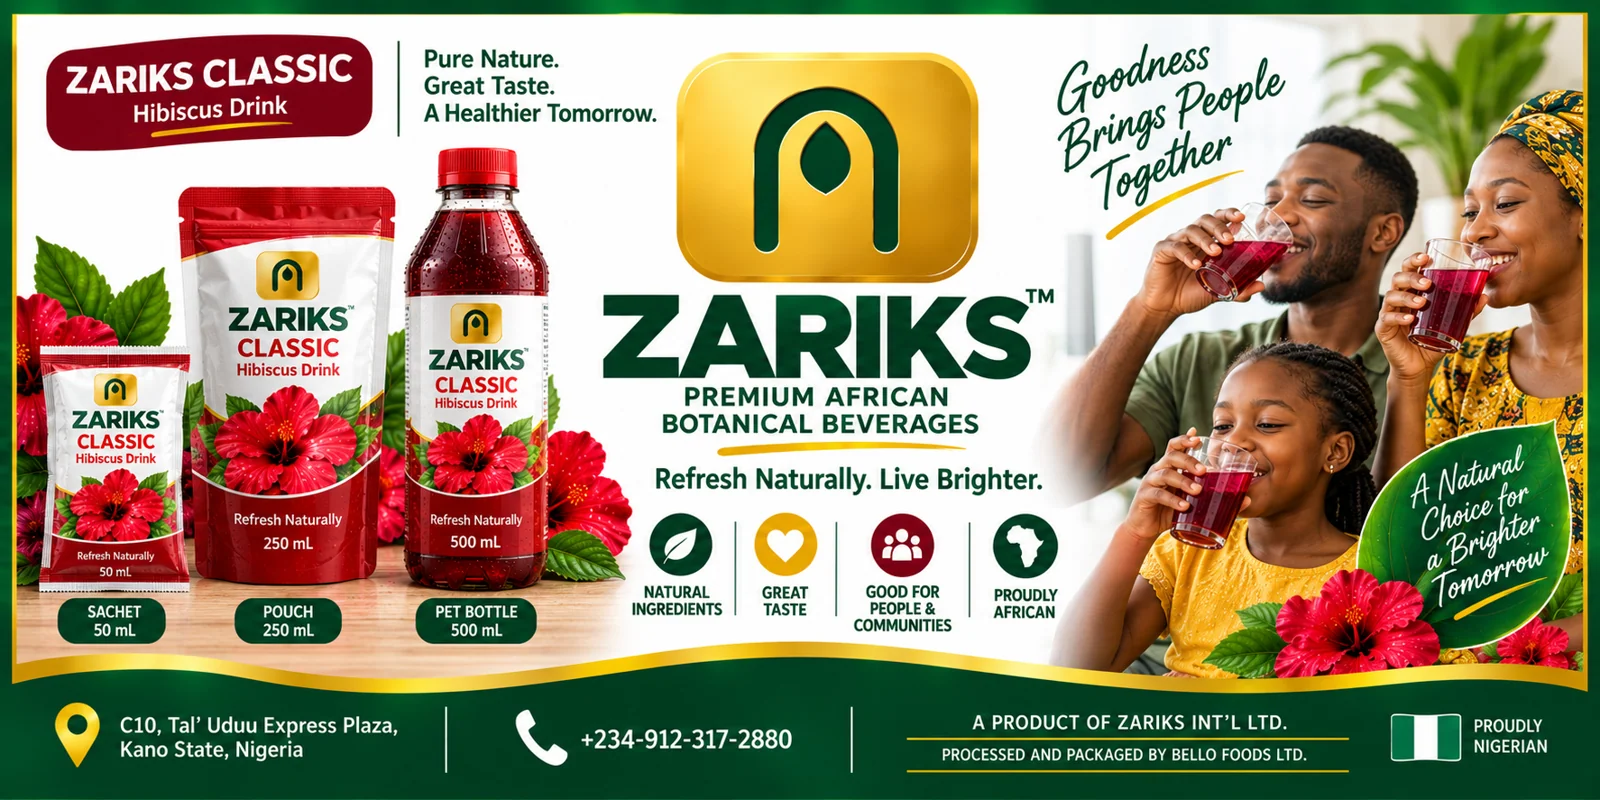 ZARIKS CLASSIC
Hibiscus Drink
Pure Nature.
Great Taste.
A Healthier Tomorrow.
ZARIKS™
PREMIUM AFRICAN
BOTANICAL BEVERAGES
Refresh Naturally. Live Brighter.
NATURAL
INGREDIENTS
GREAT
TASTE
GOOD FOR
PEOPLE &
COMMUNITIES
PROUDLY
AFRICAN
Goodness
Brings People
Together
A Natural
Choice for
a Brighter
Tomorrow
ZARIKS™
CLASSIC
Hibiscus Drink
Refresh Naturally
50 mL
ZARIKS™
CLASSIC
Hibiscus Drink
Refresh Naturally
250 mL
ZARIKS™
CLASSIC
Hibiscus Drink
Refresh Naturally
500 mL
SACHET
50 mL
POUCH
250 mL
PET BOTTLE
500 mL
C10, Tal' Uduu Express Plaza,
Kano State, Nigeria
+234-912-317-2880
A PRODUCT OF ZARIKS INT'L LTD.
PROCESSED AND PACKAGED BY BELLO FOODS LTD.
PROUDLY
NIGERIAN